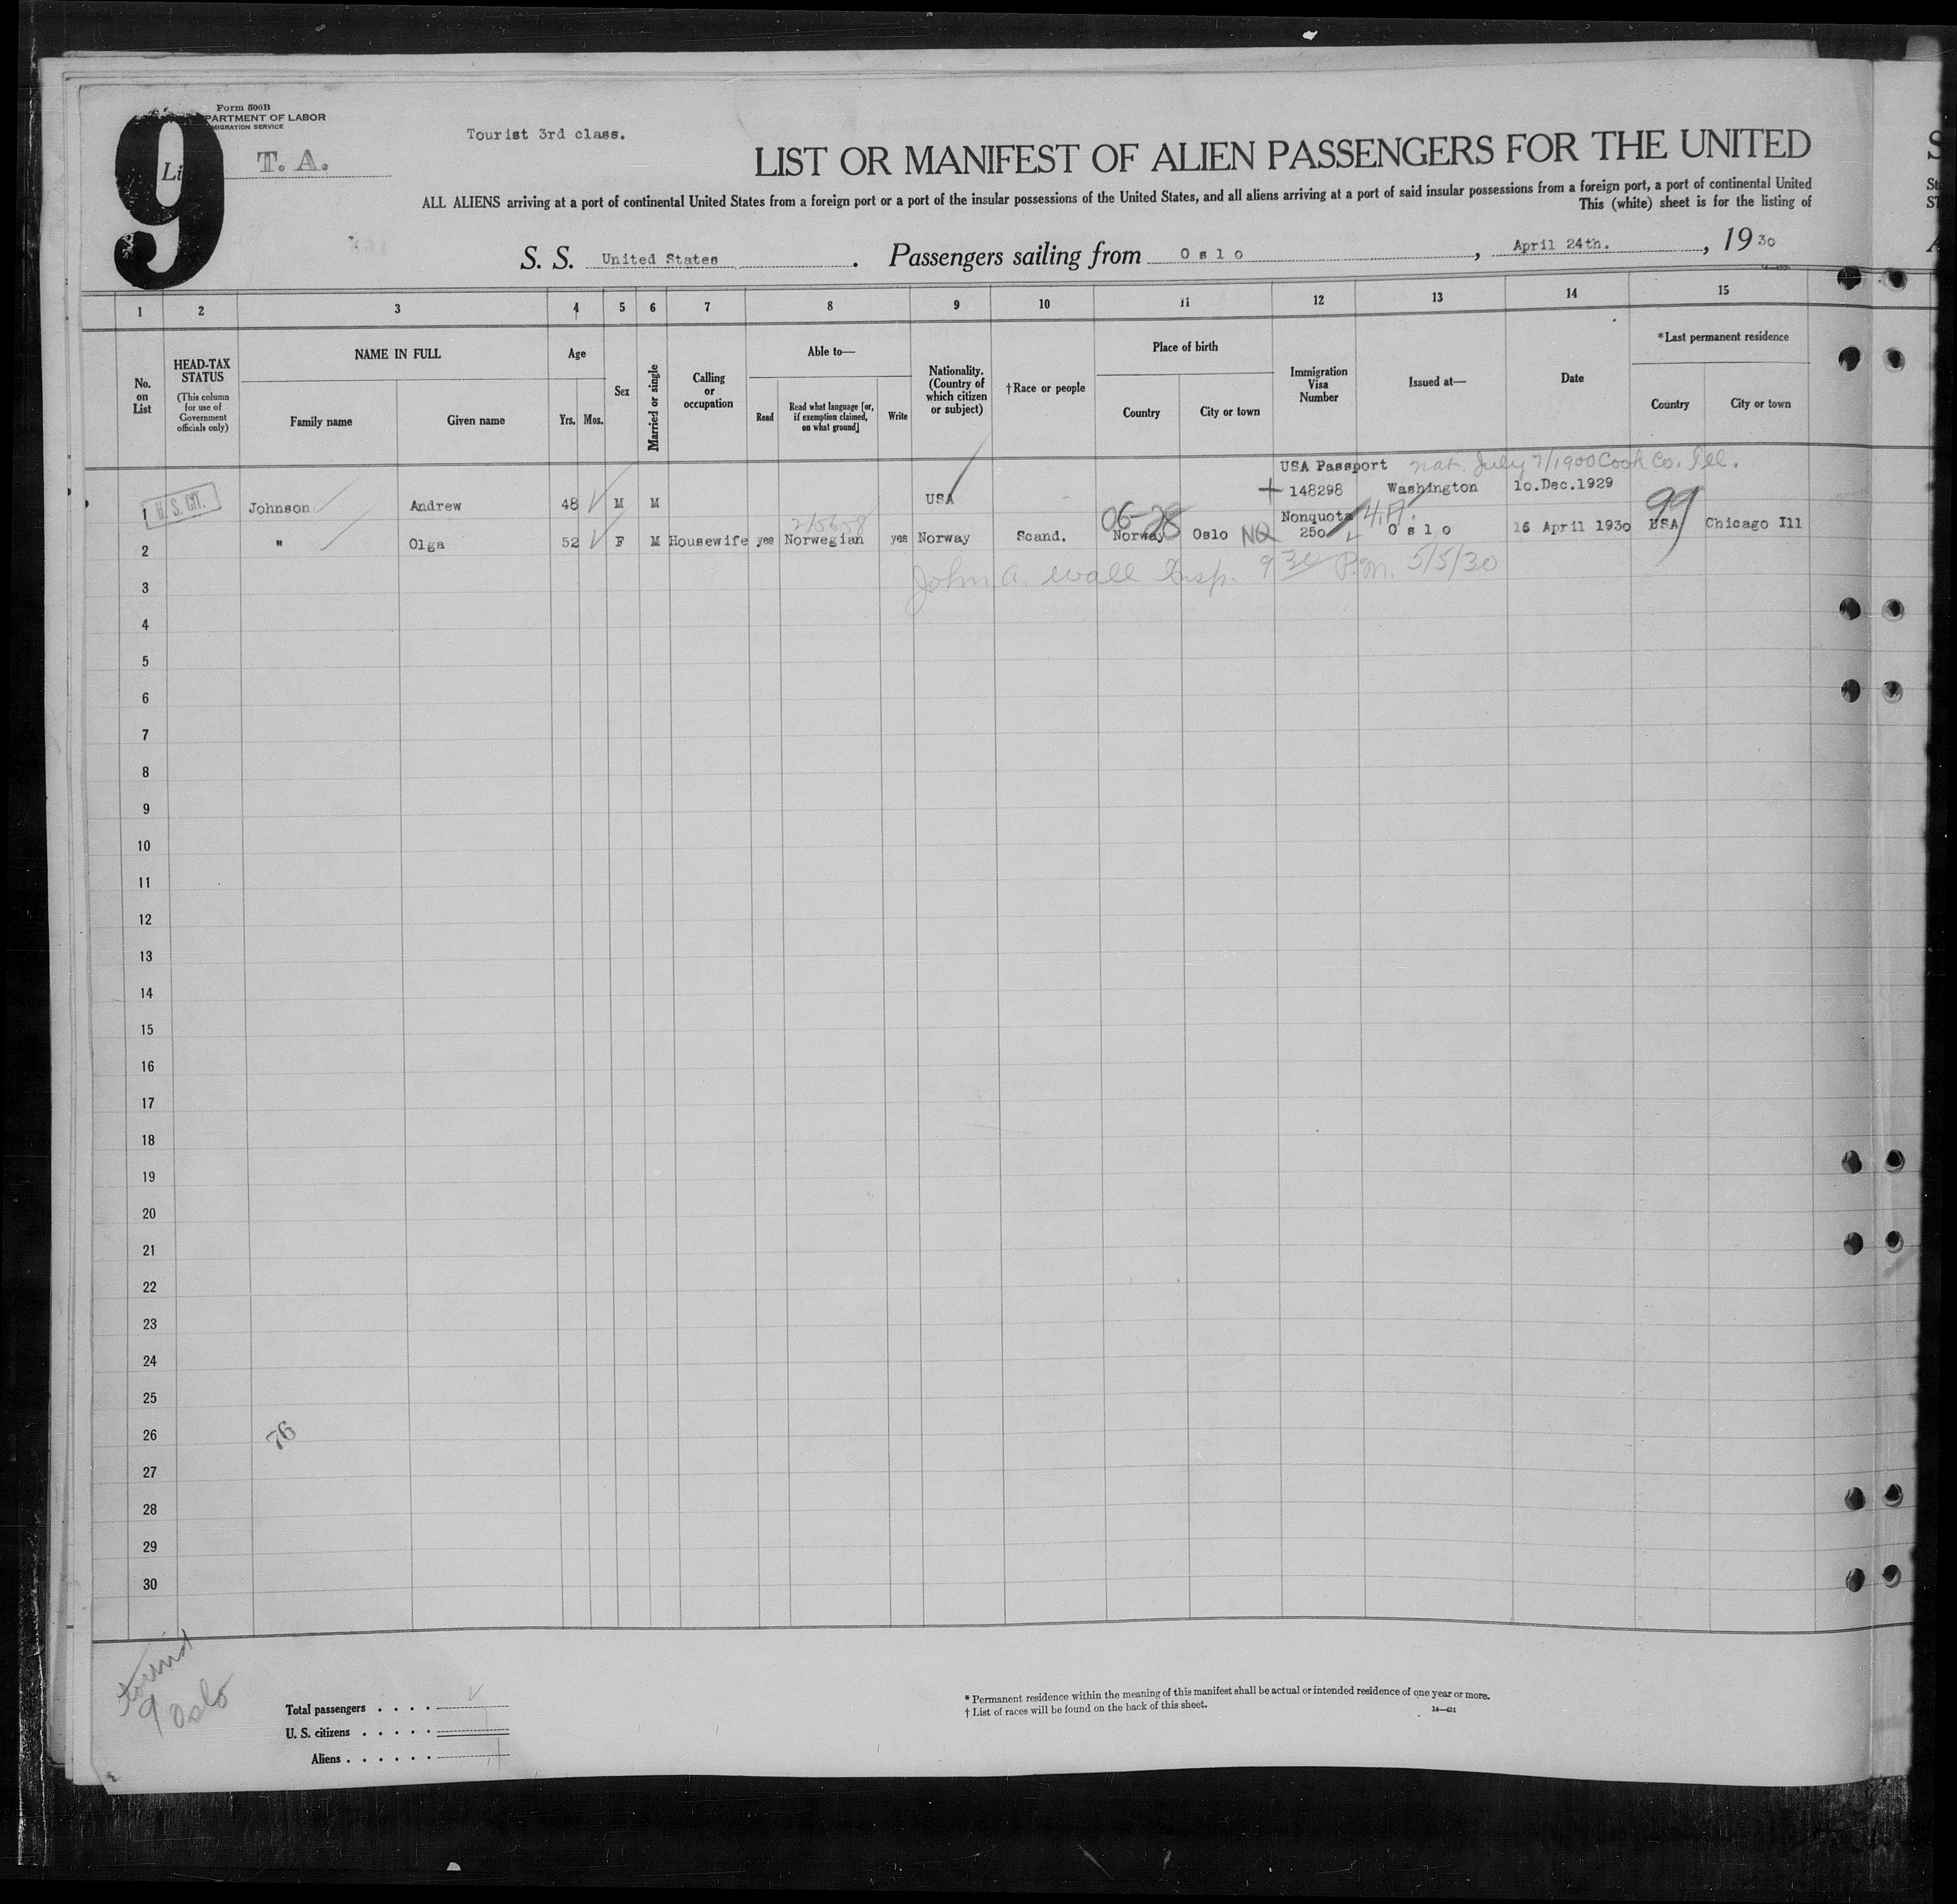 Form 500B
PARTMENT OF LABOR
MIGRATION SERVICE
9
Li
T. A.
Tourist 3rd class.
LIST OR MANIFEST OF ALIEN PASSENGERS FOR THE UNITED
ALL ALIENS arriving at a port of continental United States from a foreign port or a port of the insular possessions of the United States, and all aliens arriving at a port of said insular possessions from a foreign port, a port of continental United
This (white) sheet is for the listing of
S. S. United States . Passengers sailing from Oslo , April 24th. , 1930
1 2 3 4 5 6 7 8 9 10 11 12 13 14 15
No. on List
HEAD-TAX STATUS
(This column for use of Government officials only)
NAME IN FULL
Family name Given name
Age
Yrs. Mos.
Sex
Married or single
Calling or occupation
Able to—
Read
Read what language [or, if exemption claimed, on what ground]
Write
Nationality. (Country of which citizen or subject)
†Race or people
Place of birth
Country City or town
Immigration Visa Number
Issued at—
Date
*Last permanent residence
Country City or town
USA Passport nat. July 7/1900 Cook Co. Ill.
1 U. S. CIT. Johnson Andrew 48 M M USA 148298 Washington 10.Dec.1929
06-28 Nonquota 99
2 " Olga 52 F M Housewife yes Norwegian yes Norway Scand. Norway Oslo NQ 250 Oslo 16 April 1930 USA Chicago Ill
John A. Wall Insp. 9 30 P.M. 5/5/30
3
4
5
6
7
8
9
10
11
12
13
14
15
16
17
18
19
20
21
22
23
24
25
26 76
27
28
29
30
9 Oslo
Total passengers
U. S. citizens 1
Aliens 1
* Permanent residence within the meaning of this manifest shall be actual or intended residence of one year or more.
† List of races will be found on the back of this sheet.